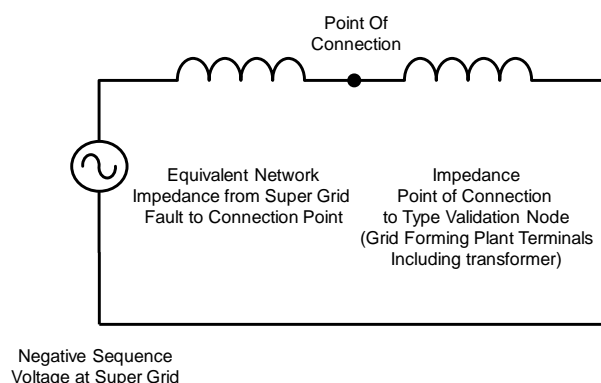 Point Of
Connection
Equivalent Network
Impedance from Super Grid
Fault to Connection Point
Impedance
Point of Connection
to Type Validation Node
(Grid Forming Plant Terminals
Including transformer)
Negative Sequence
Voltage at Super Grid